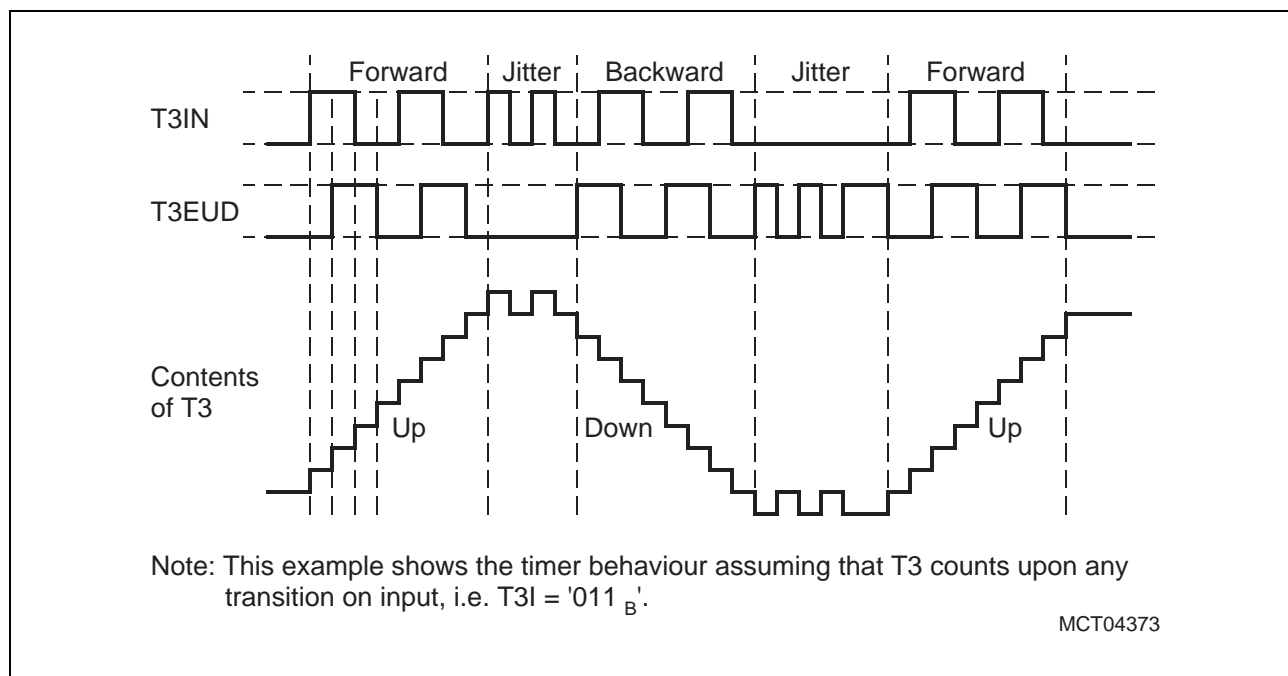 Forward Jitter Backward Jitter Forward
T3IN
T3EUD
Contents
of T3
Up Down Up
Note: This example shows the timer behaviour assuming that T3 counts upon any
transition on input, i.e. T3I = '011 B'.
MCT04373